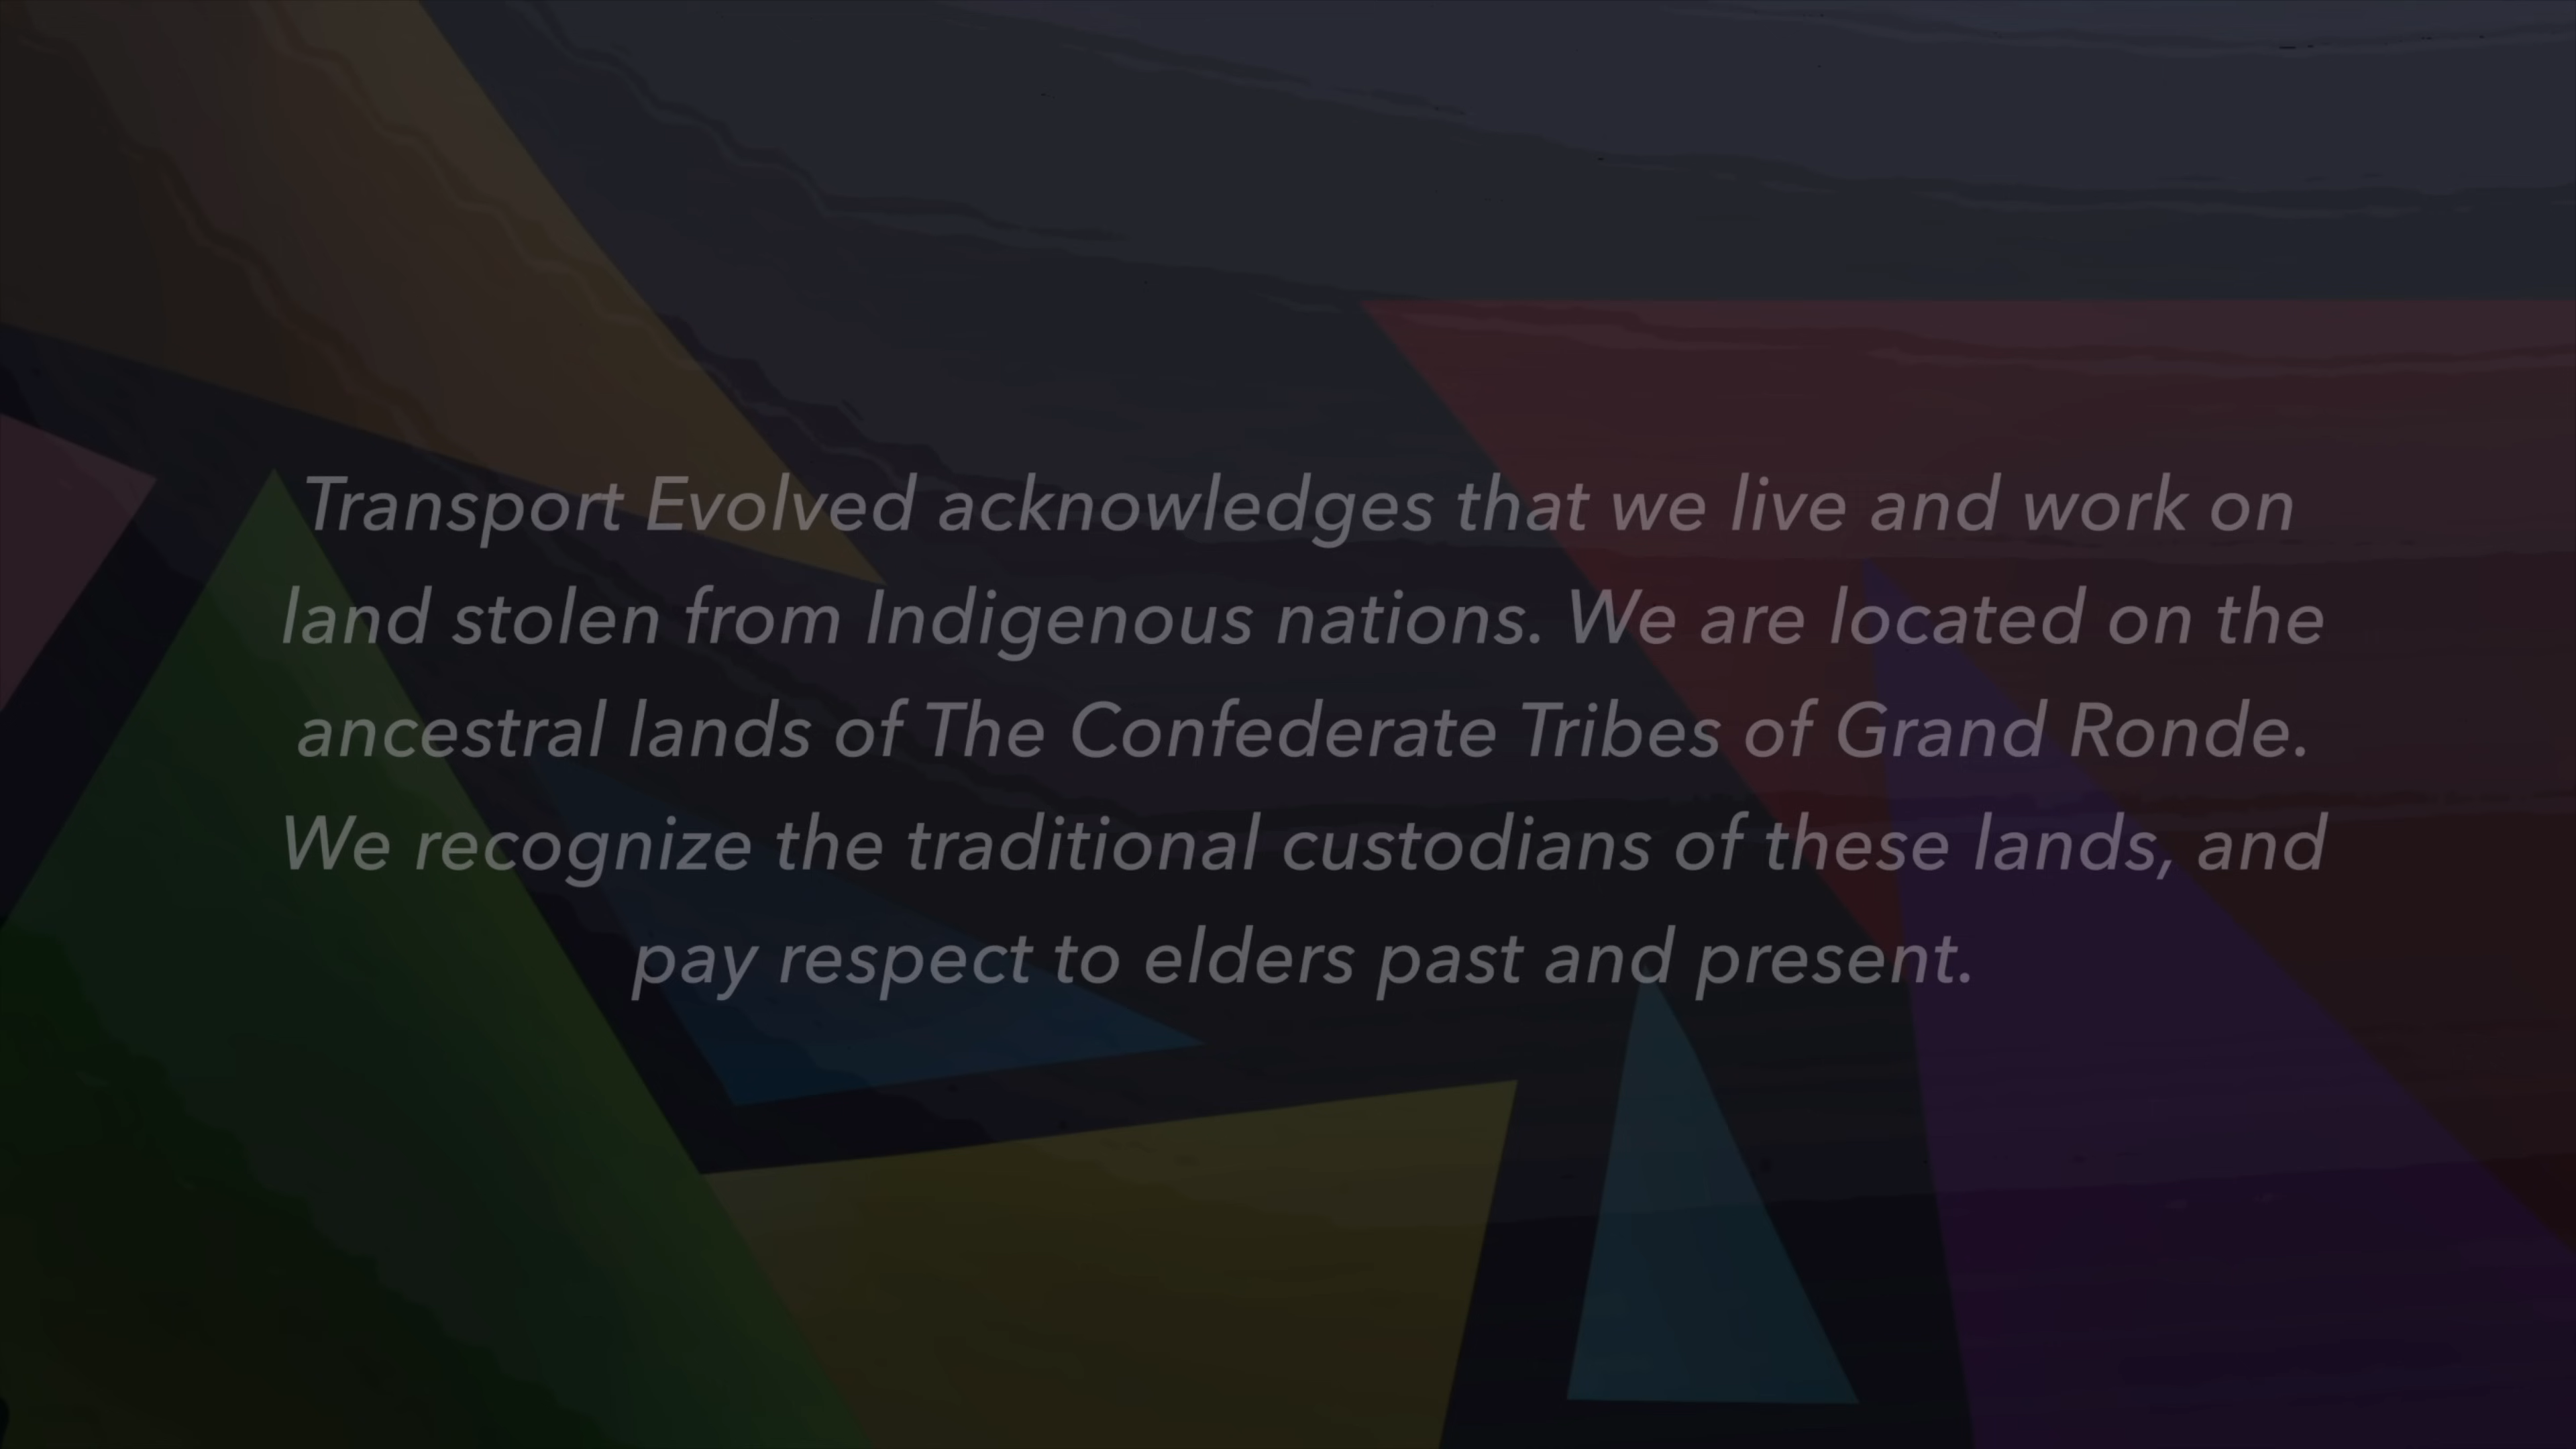 Transport Evolved acknowledges that we live and work on
land stolen from Indigenous nations. We are located on the
ancestral lands of The Confederate Tribes of Grand Ronde.
We recognize the traditional custodians of these lands, and
pay respect to elders past and present.